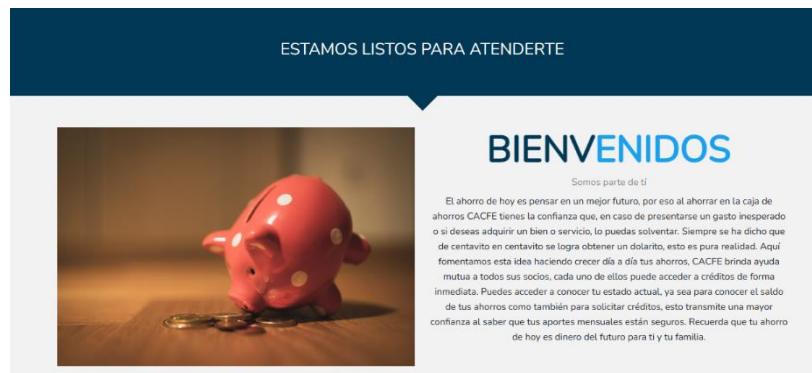 ESTAMOS LISTOS PARA ATENDERTE
BIENVENIDOS
Somos parte de tí
El ahorro de hoy es pensar en un mejor futuro, por eso al ahorrar en la caja de
ahorros CACFE tienes la confianza que, en caso de presentarse un gasto inesperado
o si deseas adquirir un bien o servicio, lo puedas solventar. Siempre se ha dicho que
de centavito en centavito se logra obtener un dolarito, esto es pura realidad. Aquí
fomentamos esta idea haciendo crecer día a día tus ahorros, CACFE brinda ayuda
mutua a todos sus socios, cada uno de ellos puede acceder a créditos de forma
inmediata. Puedes acceder a conocer tu estado actual, ya sea para conocer el saldo
de tus ahorros como también para solicitar créditos, esto transmite una mayor
confianza al saber que tus aportes mensuales están seguros. Recuerda que tu ahorro
de hoy es dinero del futuro para ti y tu familia.